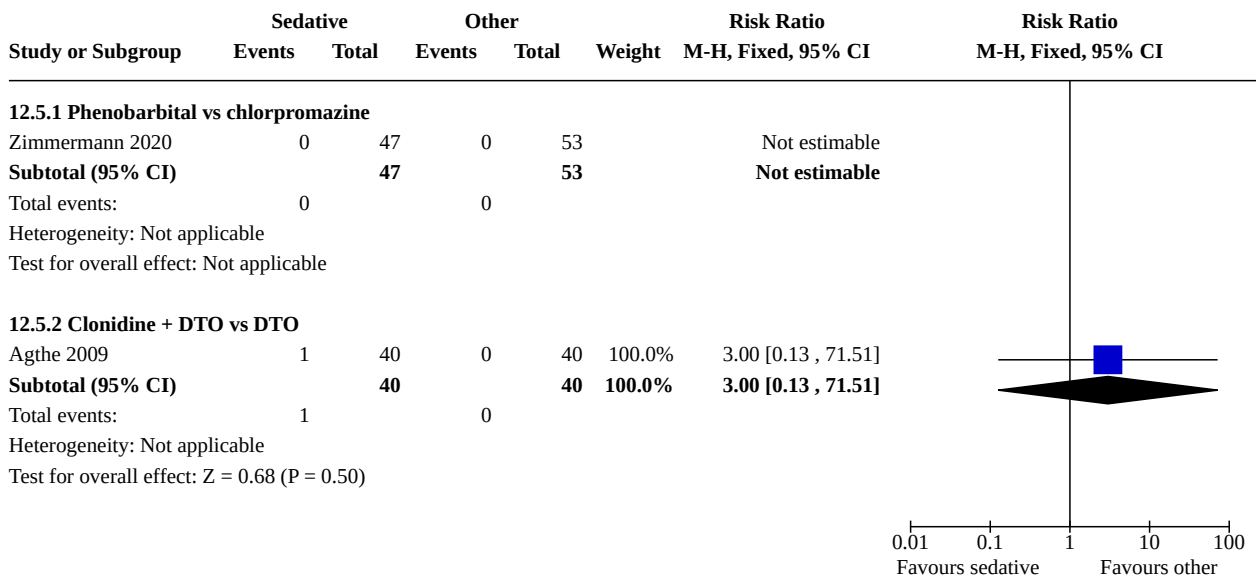 Sedative Other Risk Ratio Risk Ratio
Study or Subgroup Events Total Events Total Weight M-H, Fixed, 95% CI M-H, Fixed, 95% CI
12.5.1 Phenobarbital vs chlorpromazine
Zimmermann 2020 0 47 0 53 Not estimable
Subtotal (95% CI) 47 53 Not estimable
Total events: 0 0
Heterogeneity: Not applicable
Test for overall effect: Not applicable
12.5.2 Clonidine + DTO vs DTO
Agthe 2009 1 40 0 40 100.0% 3.00 [0.13 , 71.51]
Subtotal (95% CI) 40 40 100.0% 3.00 [0.13 , 71.51]
Total events: 1 0
Heterogeneity: Not applicable
Test for overall effect: Z = 0.68 (P = 0.50)
0.01 0.1 1 10 100
Favours sedative Favours other